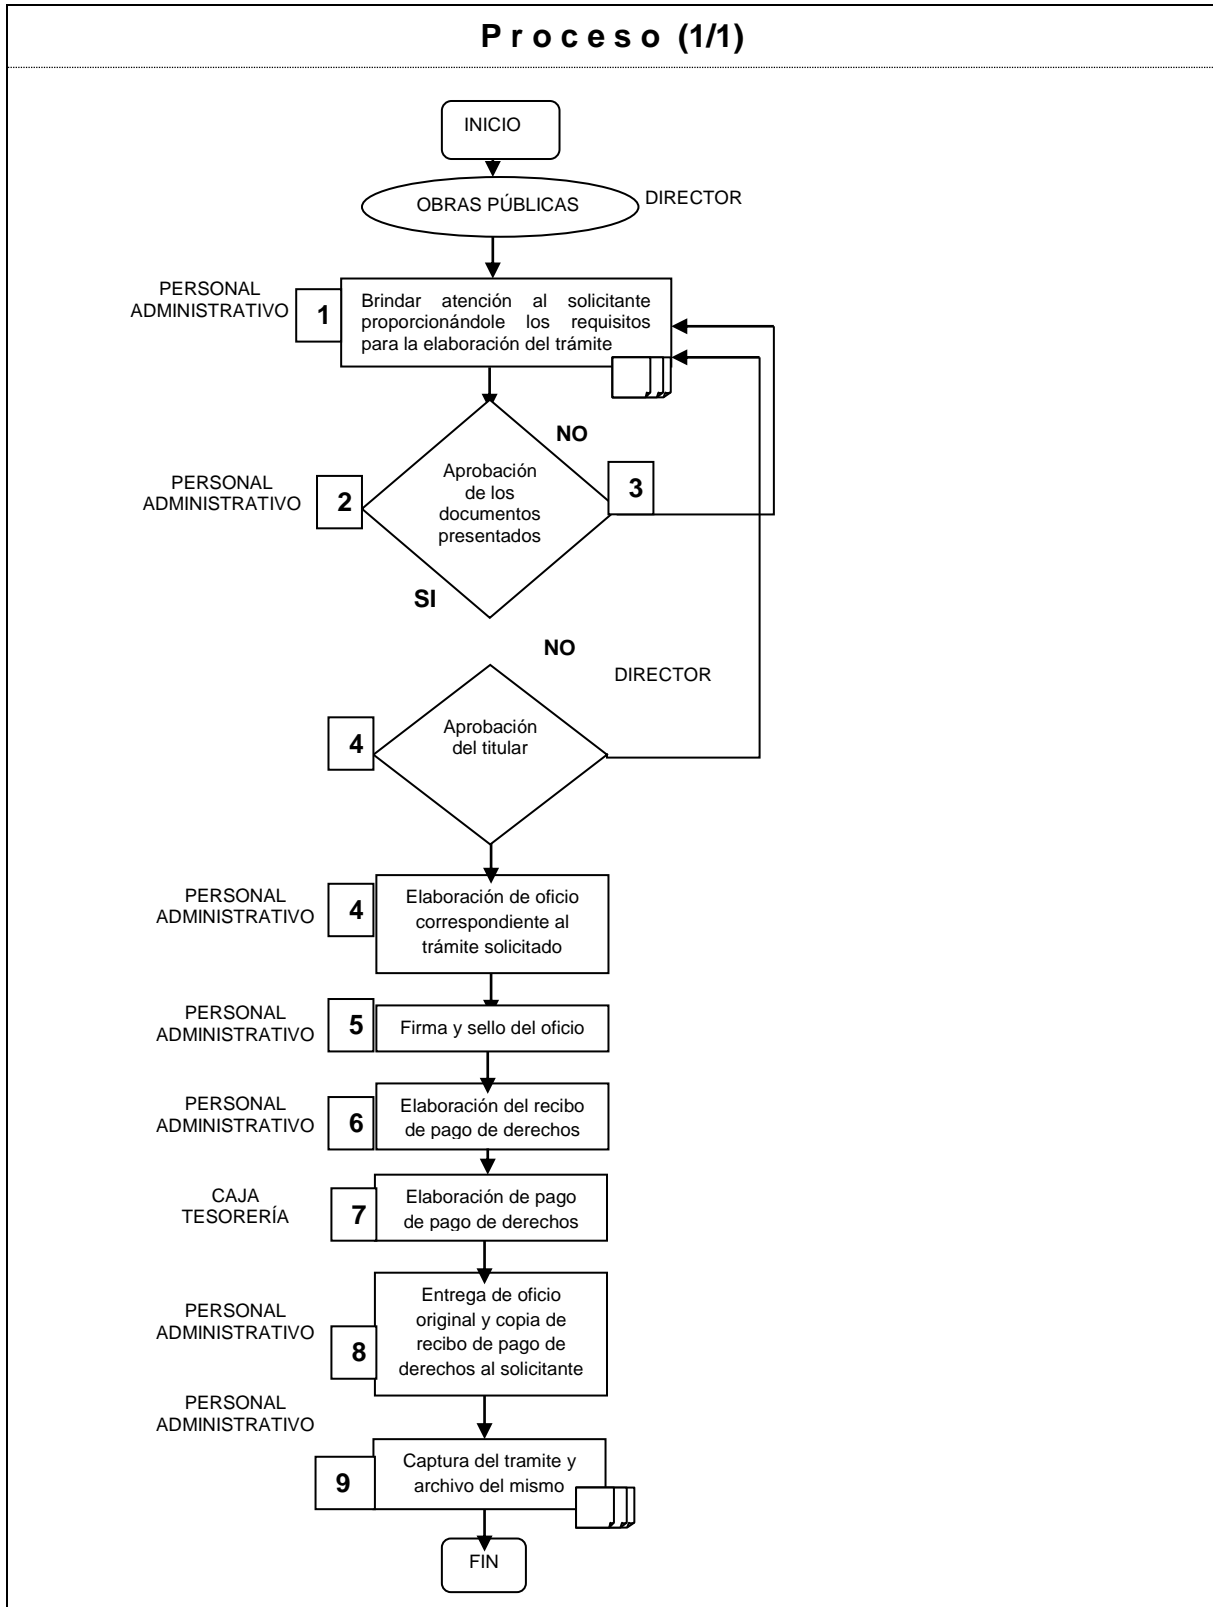 P r o c e s o (1/1)
INICIO
OBRAS PÚBLICAS
DIRECTOR
PERSONAL
ADMINISTRATIVO
1
Brindar atención al solicitante
proporcionándole los requisitos
para la elaboración del trámite
NO
PERSONAL
ADMINISTRATIVO
2
Aprobación
de los
documentos
presentados
3
SI
NO
DIRECTOR
4
Aprobación
del titular
PERSONAL
ADMINISTRATIVO
4
Elaboración de oficio
correspondiente al
trámite solicitado
PERSONAL
ADMINISTRATIVO
5
Firma y sello del oficio
PERSONAL
ADMINISTRATIVO
6
Elaboración del recibo
de pago de derechos
CAJA
TESORERÍA
7
Elaboración de pago
de pago de derechos
PERSONAL
ADMINISTRATIVO
8
Entrega de oficio
original y copia de
recibo de pago de
derechos al solicitante
PERSONAL
ADMINISTRATIVO
9
Captura del tramite y
archivo del mismo
FIN